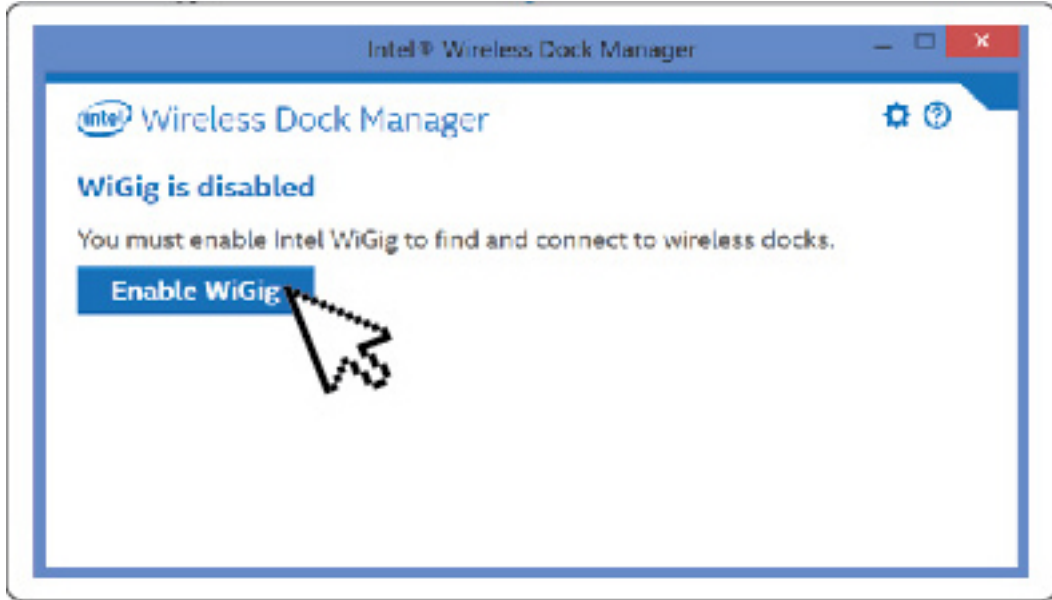 Intel® Wireless Dock Manager
intel Wireless Dock Manager
WiGig is disabled
You must enable Intel WiGig to find and connect to wireless docks.
Enable WiGig